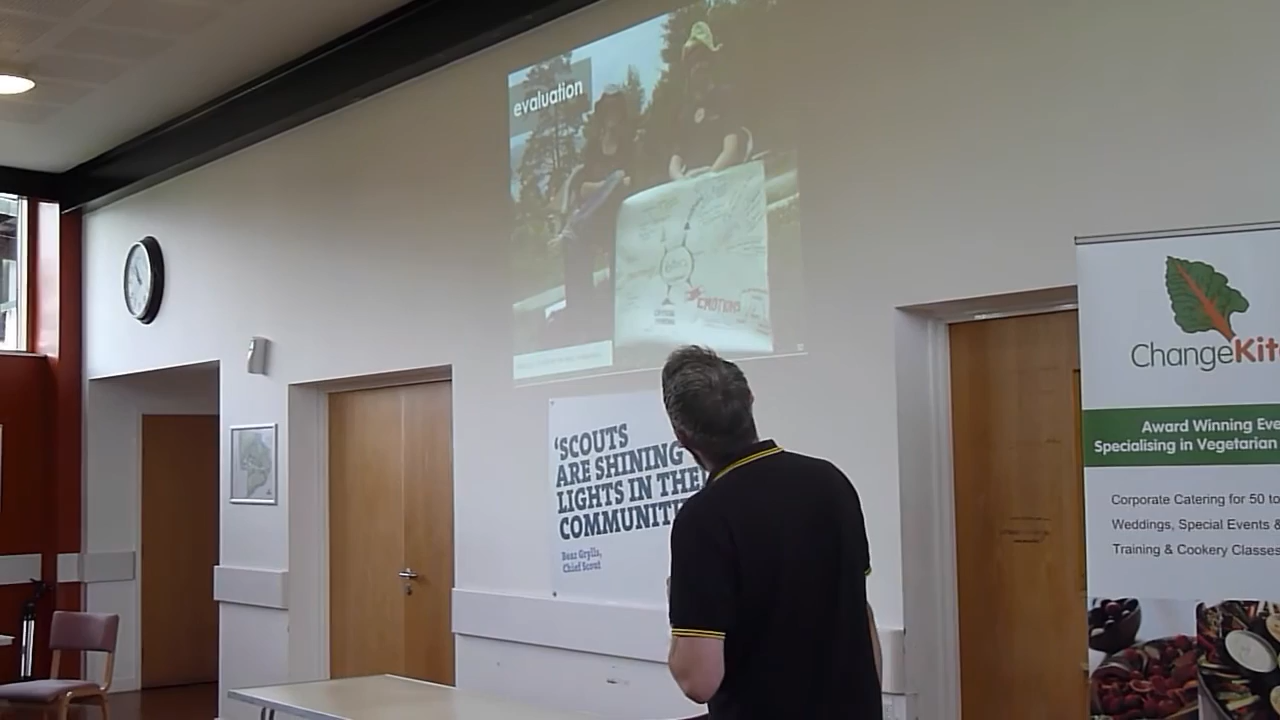 evaluation
EMOTIONS
'SCOUTS
ARE SHINING
LIGHTS IN THE
COMMUNIT
Bear Grylls,
Chief Scout
ChangeKit
Award Winning Eve
Specialising in Vegetarian
Corporate Catering for 50 to
Weddings, Special Events &
Training & Cookery Classes